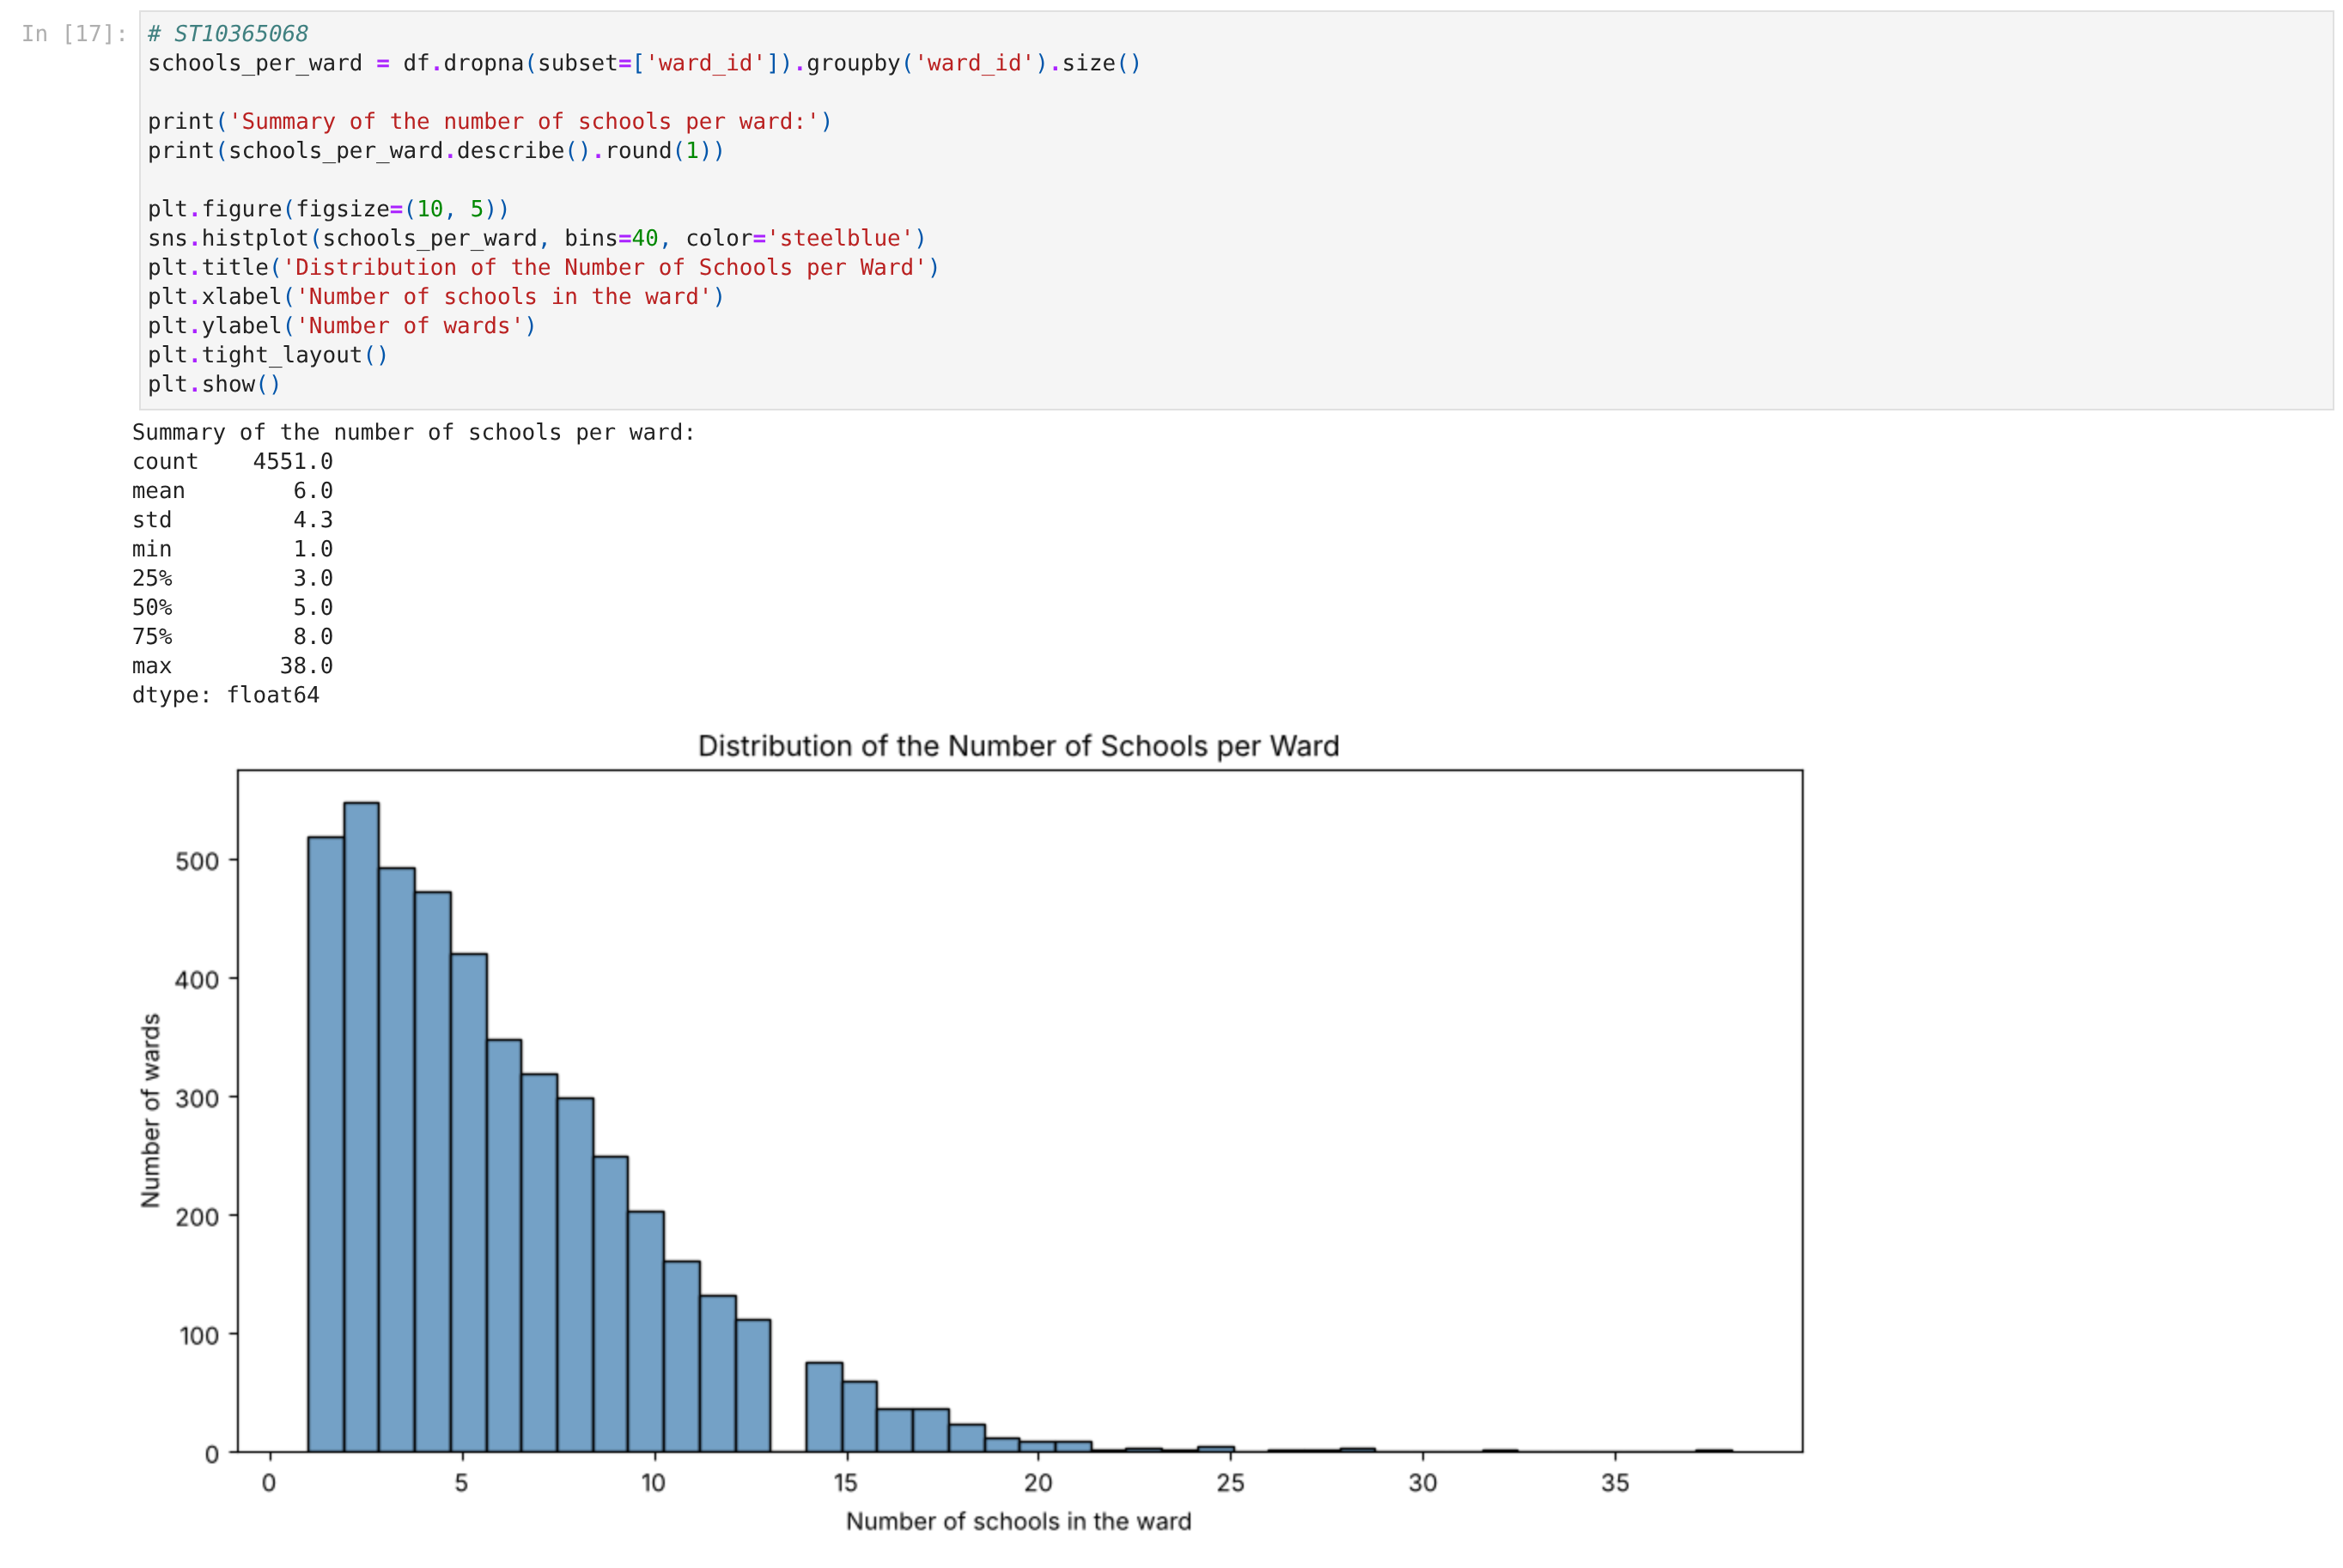 In [17]:
# ST10365068
schools_per_ward = df.dropna(subset=['ward_id']).groupby('ward_id').size()
print('Summary of the number of schools per ward:')
print(schools_per_ward.describe().round(1))
plt.figure(figsize=(10, 5))
sns.histplot(schools_per_ward, bins=40, color='steelblue')
plt.title('Distribution of the Number of Schools per Ward')
plt.xlabel('Number of schools in the ward')
plt.ylabel('Number of wards')
plt.tight_layout()
plt.show()
Summary of the number of schools per ward:
count    4551.0
mean        6.0
std         4.3
min         1.0
25%         3.0
50%         5.0
75%         8.0
max        38.0
dtype: float64
Distribution of the Number of Schools per Ward
Number of wards
500
400
300
200
100
0
0 5 10 15 20 25 30 35
Number of schools in the ward